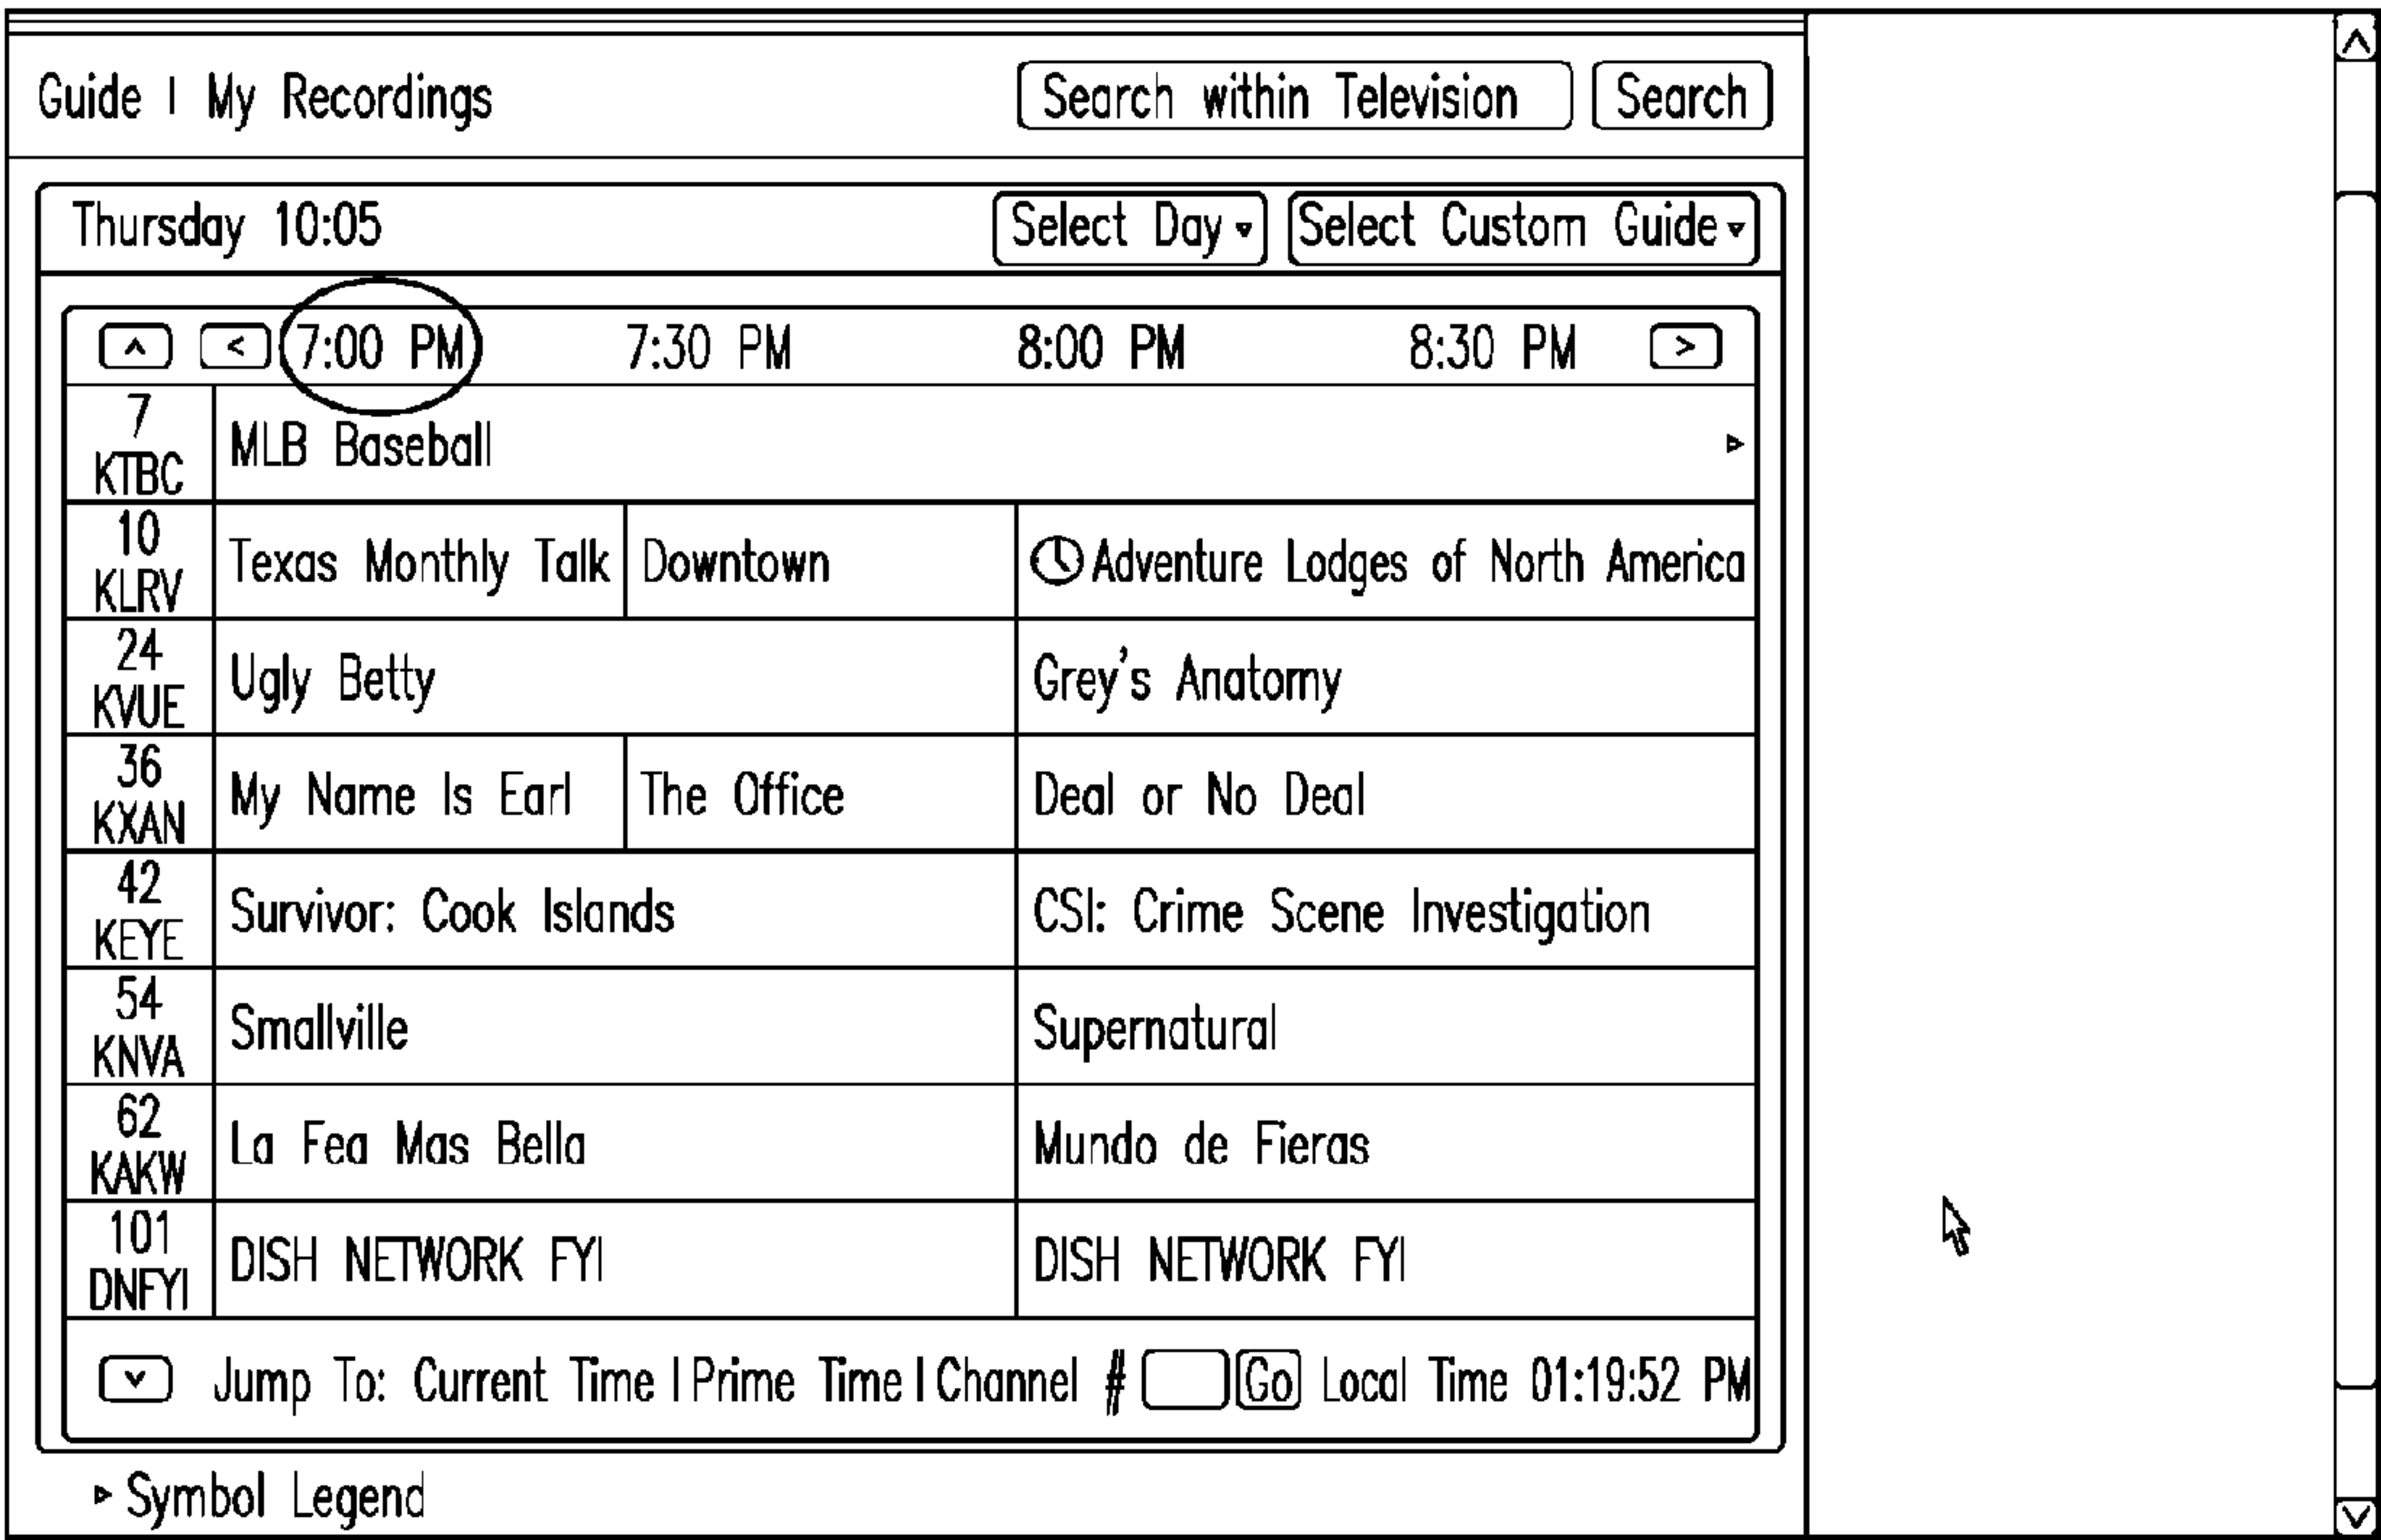 Guide | My Recordings Search within Television Search
Thursday 10:05 Select Day Select Custom Guide
7:00 PM 7:30 PM 8:00 PM 8:30 PM
7
KTBC
MLB Baseball
10
KLRV
Texas Monthly Talk Downtown Adventure Lodges of North America
24
KVUE
Ugly Betty Grey's Anatomy
36
KXAN
My Name Is Earl The Office Deal or No Deal
42
KEYE
Survivor: Cook Islands CSI: Crime Scene Investigation
54
KNVA
Smallville Supernatural
62
KAKW
La Fea Mas Bella Mundo de Fieras
101
DNFYI
DISH NETWORK FYI DISH NETWORK FYI
Jump To: Current Time | Prime Time | Channel # Go Local Time 01:19:52 PM
Symbol Legend